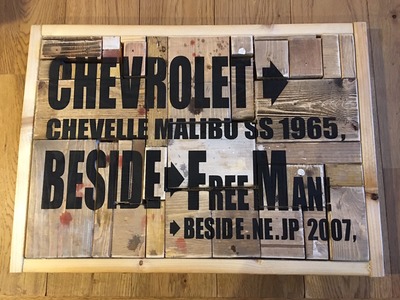 CHEVROLET➔
CHEVELLE MALIBU SS 1965,
BESIDE➔FREE MAN!
➔BESIDE.NE.JP 2007,